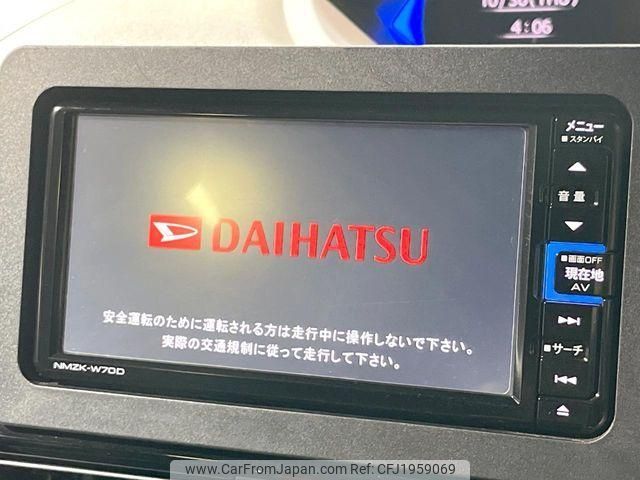 10/30(THU)
4:06
メニュー
■スタンバイ
音量
DAIHATSU
■画面OFF
現在地
AV
安全運転のために運転される方は走行中に操作しないで下さい。
実際の交通規制に従って走行して下さい。
■サーチ
NMZK-W70D
www.CarFromJapan.com CFJ1959069